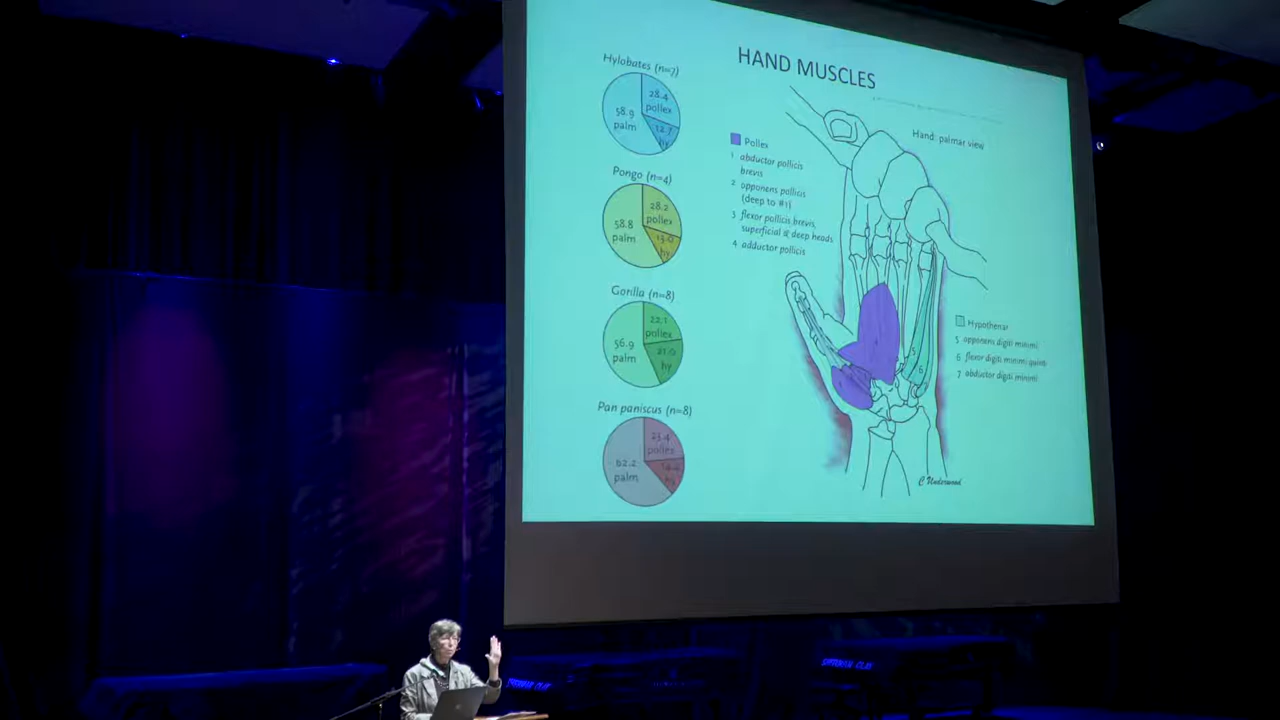 HAND MUSCLES
Hylobates (n=7)
28.4
pollex
58.9
palm
12.7
hy
Pongo (n=4)
28.2
pollex
58.8
palm
13.0
hy
Gorilla (n=8)
22.1
pollex
56.9
palm
21.0
hy
Pan paniscus (n=8)
23.4
pollex
62.2
palm
hy
Pollex
1 abductor pollicis
brevis
2 opponens pollicis
(deep to #1)
3 flexor pollicis brevis,
superficial & deep heads
4 adductor pollicis
Hand: palmar view
Hypothenar
5 opponens digiti minimi
6 flexor digiti minimi quinti
7 abductor digiti minimi
5
6
C Underwood